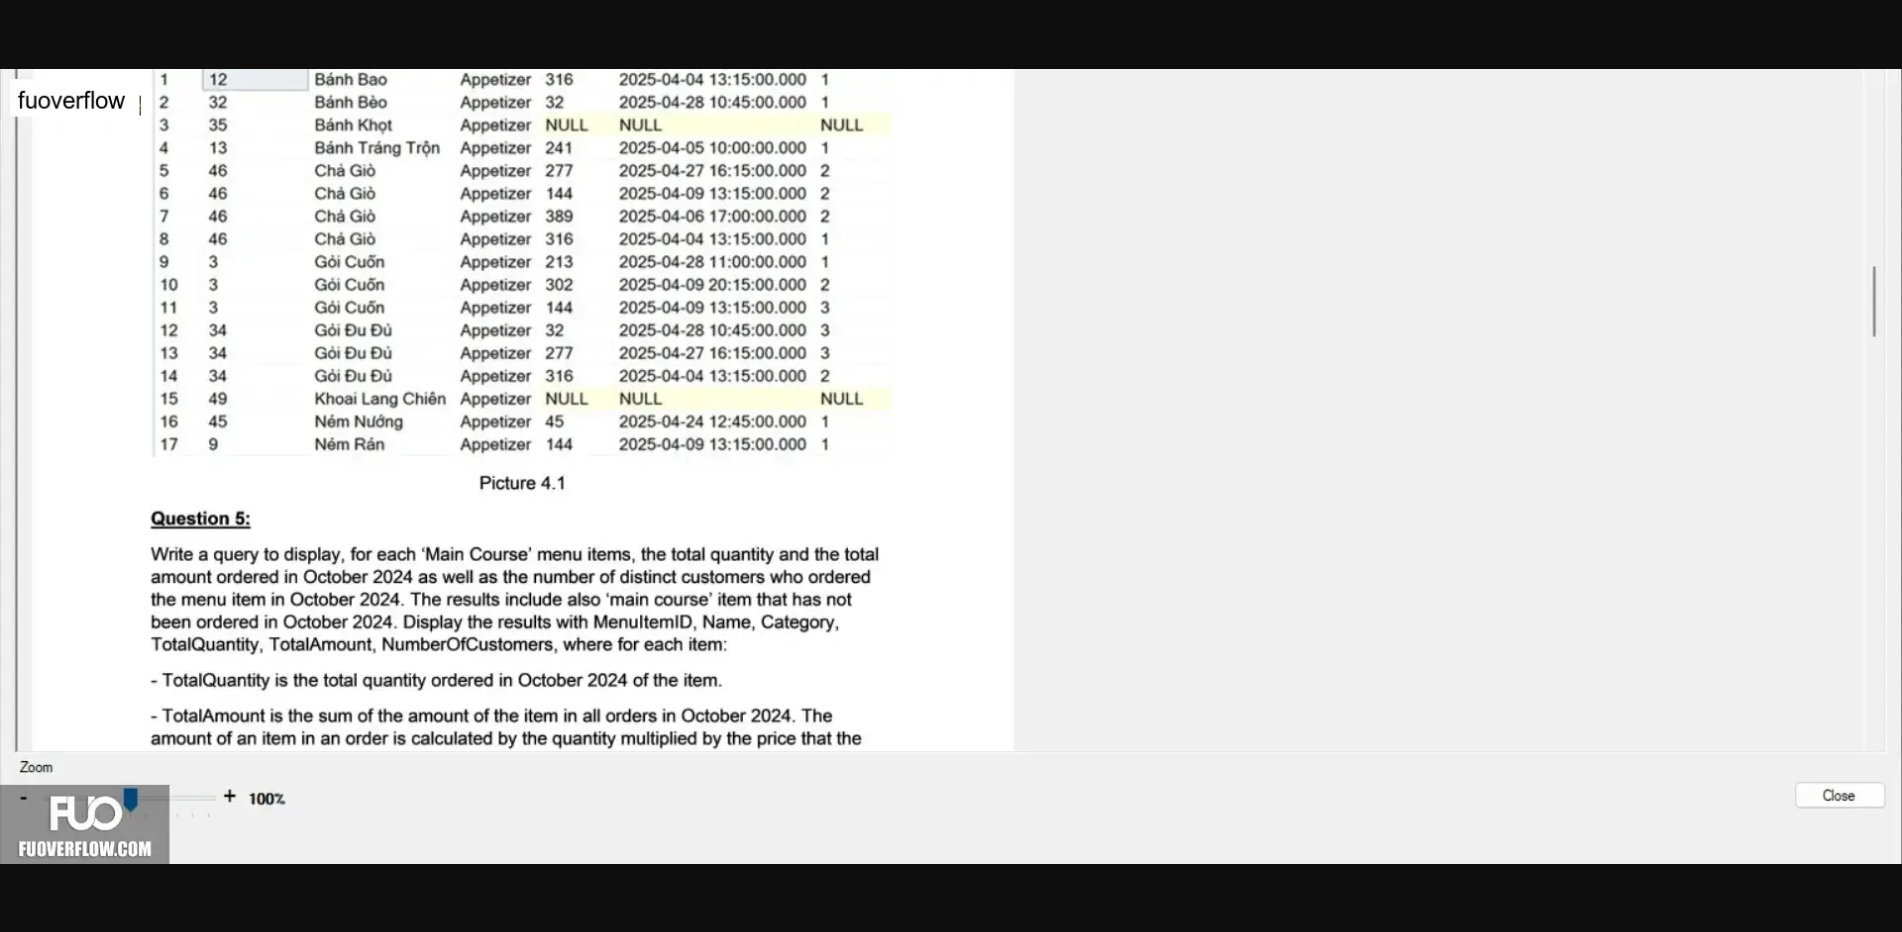 fuoverflow
1 12 Bánh Bao Appetizer 316 2025-04-04 13:15:00.000 1
2 32 Bánh Bèo Appetizer 32 2025-04-28 10:45:00.000 1
3 35 Bánh Khọt Appetizer NULL NULL NULL
4 13 Bánh Tráng Trộn Appetizer 241 2025-04-05 10:00:00.000 1
5 46 Chả Giò Appetizer 277 2025-04-27 16:15:00.000 2
6 46 Chả Giò Appetizer 144 2025-04-09 13:15:00.000 2
7 46 Chả Giò Appetizer 389 2025-04-06 17:00:00.000 2
8 46 Chả Giò Appetizer 316 2025-04-04 13:15:00.000 1
9 3 Gỏi Cuốn Appetizer 213 2025-04-28 11:00:00.000 1
10 3 Gỏi Cuốn Appetizer 302 2025-04-09 20:15:00.000 2
11 3 Gỏi Cuốn Appetizer 144 2025-04-09 13:15:00.000 3
12 34 Gỏi Đu Đủ Appetizer 32 2025-04-28 10:45:00.000 3
13 34 Gỏi Đu Đủ Appetizer 277 2025-04-27 16:15:00.000 3
14 34 Gỏi Đu Đủ Appetizer 316 2025-04-04 13:15:00.000 2
15 49 Khoai Lang Chiên Appetizer NULL NULL NULL
16 45 Ném Nướng Appetizer 45 2025-04-24 12:45:00.000 1
17 9 Ném Rán Appetizer 144 2025-04-09 13:15:00.000 1
Picture 4.1
Question 5:
Write a query to display, for each ‘Main Course’ menu items, the total quantity and the total
amount ordered in October 2024 as well as the number of distinct customers who ordered
the menu item in October 2024. The results include also ‘main course’ item that has not
been ordered in October 2024. Display the results with MenuItemID, Name, Category,
TotalQuantity, TotalAmount, NumberOfCustomers, where for each item:
- TotalQuantity is the total quantity ordered in October 2024 of the item.
- TotalAmount is the sum of the amount of the item in all orders in October 2024. The
amount of an item in an order is calculated by the quantity multiplied by the price that the
Zoom
- + 100%
Close
FUO
FUOVERFLOW.COM